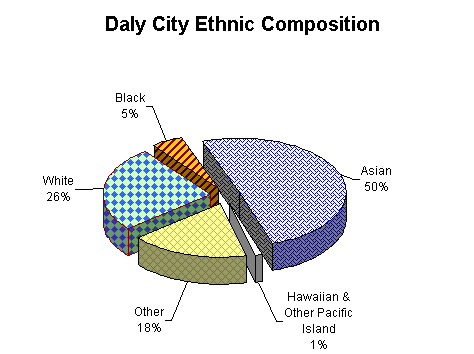 Daly City Ethnic Composition
Black
5%
Asian
50%
White
26%
Other
18%
Hawaiian &
Other Pacific
Island
1%